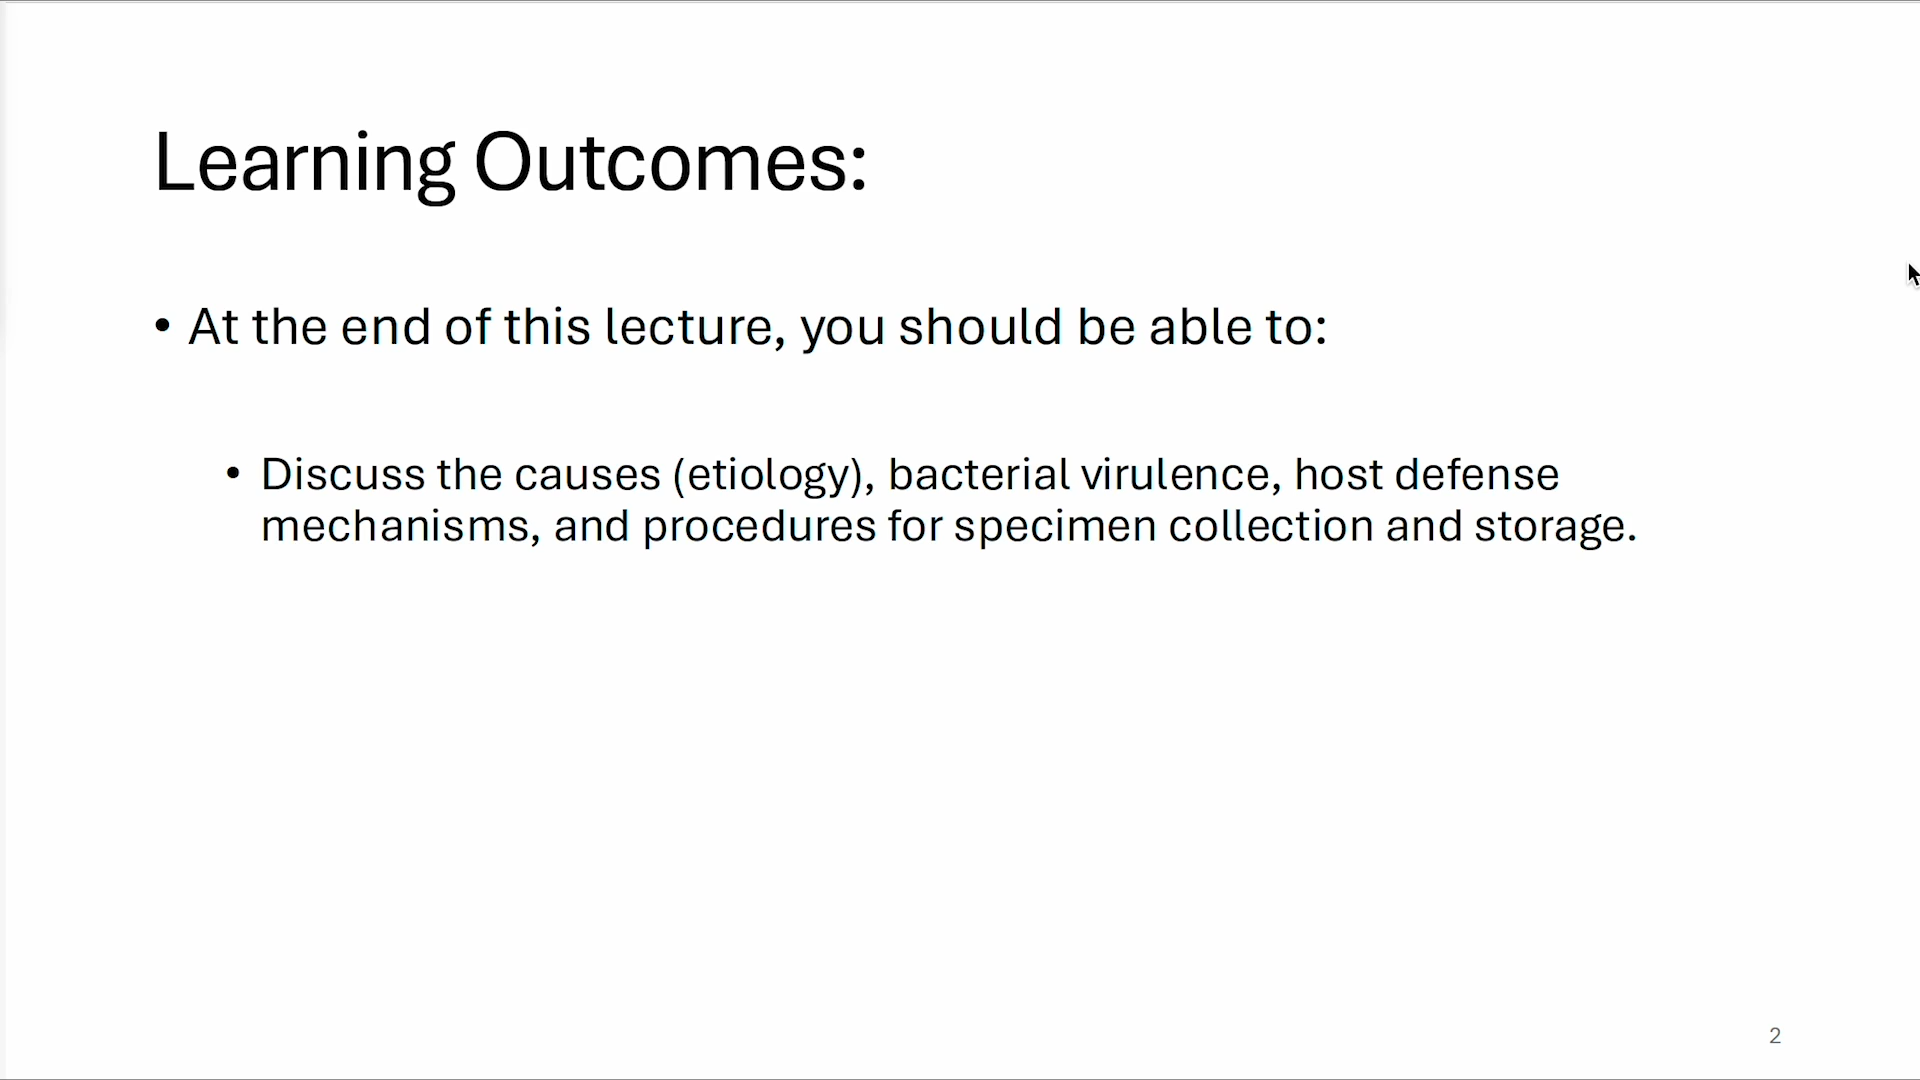 Learning Outcomes:
• At the end of this lecture, you should be able to:
• Discuss the causes (etiology), bacterial virulence, host defense
mechanisms, and procedures for specimen collection and storage.
2